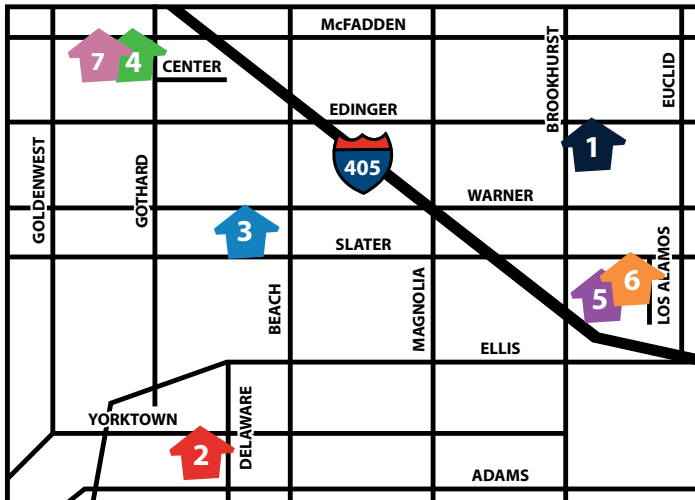 McFADDEN
7
4
CENTER
EDINGER
BROOKHURST
EUCLID
1
405
GOLDENWEST
GOTHARD
WARNER
3
SLATER
BEACH
MAGNOLIA
6
5
LOS ALAMOS
ELLIS
YORKTOWN
DELAWARE
2
ADAMS